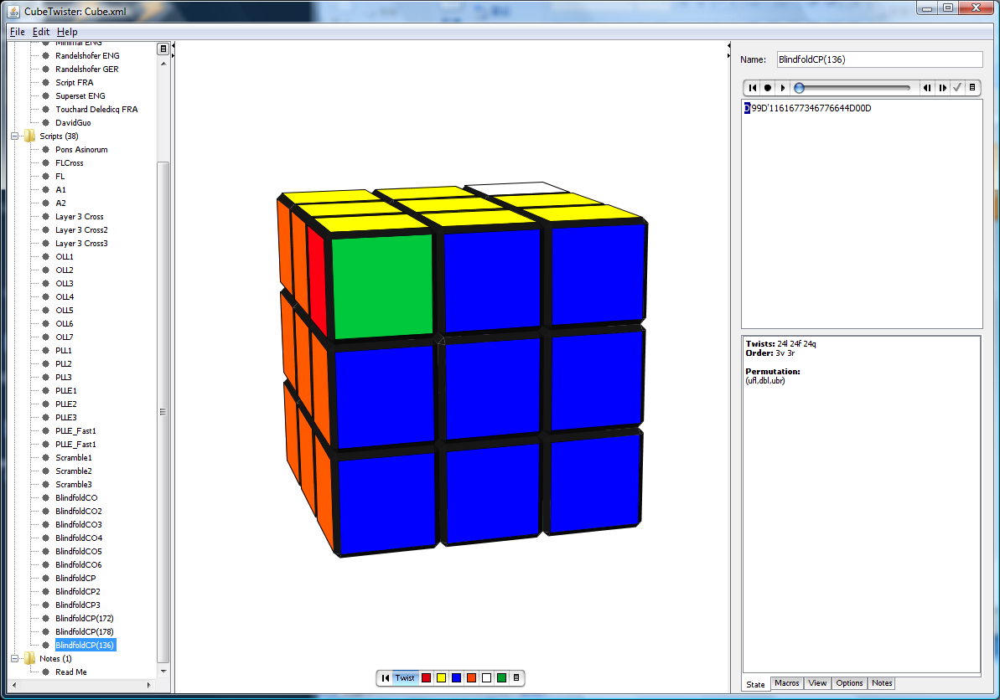 CubeTwister: Cube.xml
File Edit Help
Minimal ENG
Randelshofer ENG
Randelshofer GER
Script FRA
Superset ENG
Touchard Deledicq FRA
DavidGuo
Scripts (38)
Pons Asinorum
FLCross
FL
A1
A2
Layer 3 Cross
Layer 3 Cross2
Layer 3 Cross3
OLL1
OLL2
OLL3
OLL4
OLL5
OLL6
OLL7
PLL1
PLL2
PLL3
PLLE1
PLLE2
PLLE3
PLLE_Fast1
PLLE_Fast1
Scramble1
Scramble2
Scramble3
BlindfoldCO
BlindfoldCO2
BlindfoldCO3
BlindfoldCO4
BlindfoldCO5
BlindfoldCO6
BlindfoldCP
BlindfoldCP2
BlindfoldCP3
BlindfoldCP(172)
BlindfoldCP(178)
BlindfoldCP(136)
Notes (1)
Read Me
Twist
Name: BlindfoldCP(136)
D'99D'1161677346776644D00D
Twists: 24l 24f 24q
Order: 3v 3r
Permutation:
(ufl,dbl,ubr)
State Macros View Options Notes